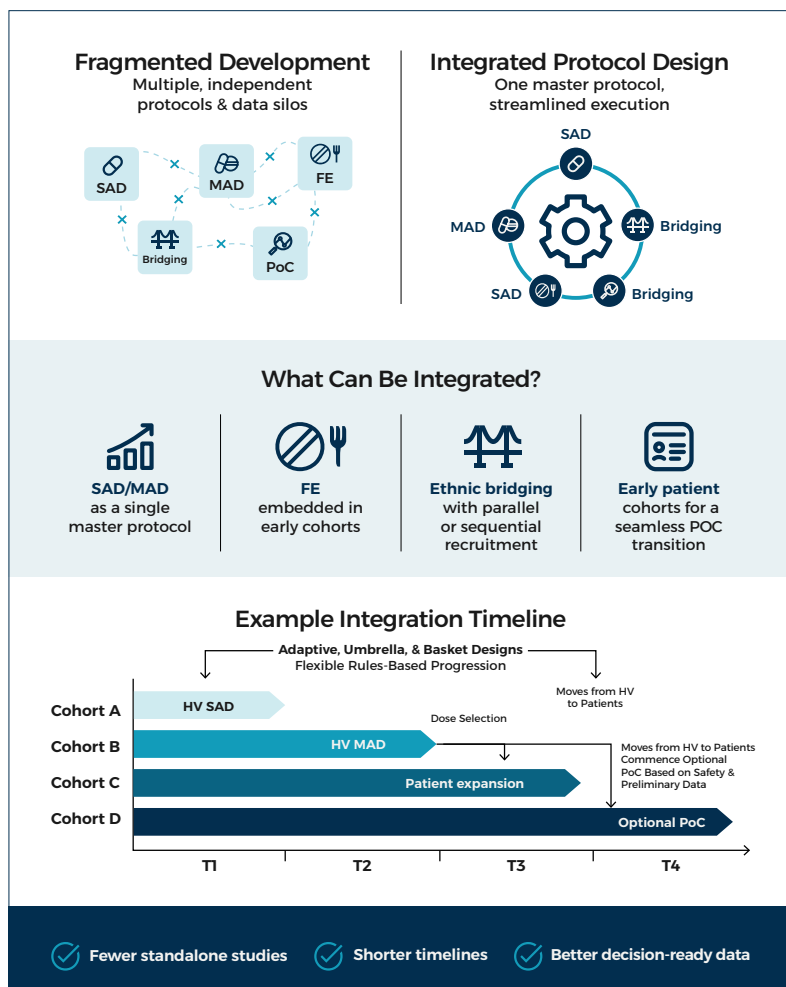 Fragmented Development
Multiple, independent
protocols & data silos
SAD
MAD
FE
Bridging
PoC
Integrated Protocol Design
One master protocol,
streamlined execution
SAD
MAD
Bridging
SAD
Bridging
What Can Be Integrated?
SAD/MAD
as a single
master protocol
FE
embedded in
early cohorts
Ethnic bridging
with parallel
or sequential
recruitment
Early patient
cohorts for a
seamless POC
transition
Example Integration Timeline
Adaptive, Umbrella, & Basket Designs
Flexible Rules-Based Progression
Moves from HV
to Patients
Cohort A
HV SAD
Dose Selection
Cohort B
HV MAD
Moves from HV to Patients
Commence Optional
PoC Based on Safety &
Preliminary Data
Cohort C
Patient expansion
Cohort D
Optional PoC
T1
T2
T3
T4
Fewer standalone studies
Shorter timelines
Better decision-ready data